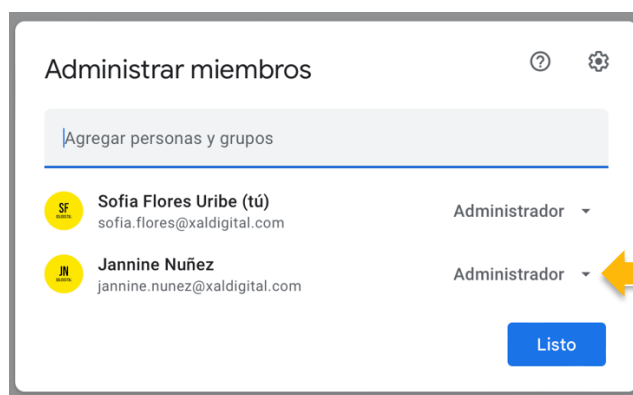 Administrar miembros
Agregar personas y grupos
SF
Sofia Flores Uribe (tú)
Administrador
sofia.flores@xaldigital.com
JN
Jannine Nuñez
Administrador
jannine.nunez@xaldigital.com
Listo